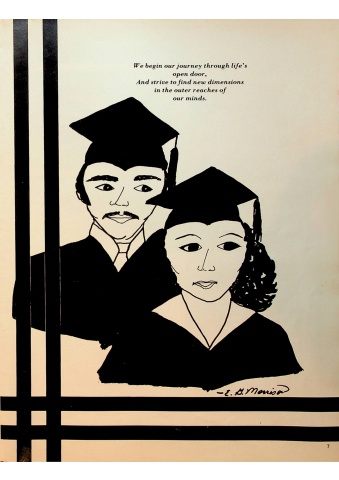 We begin our journey through life's
open door,
And strive to find new dimensions
in the outer reaches of
our minds.
—E. G. Morrison